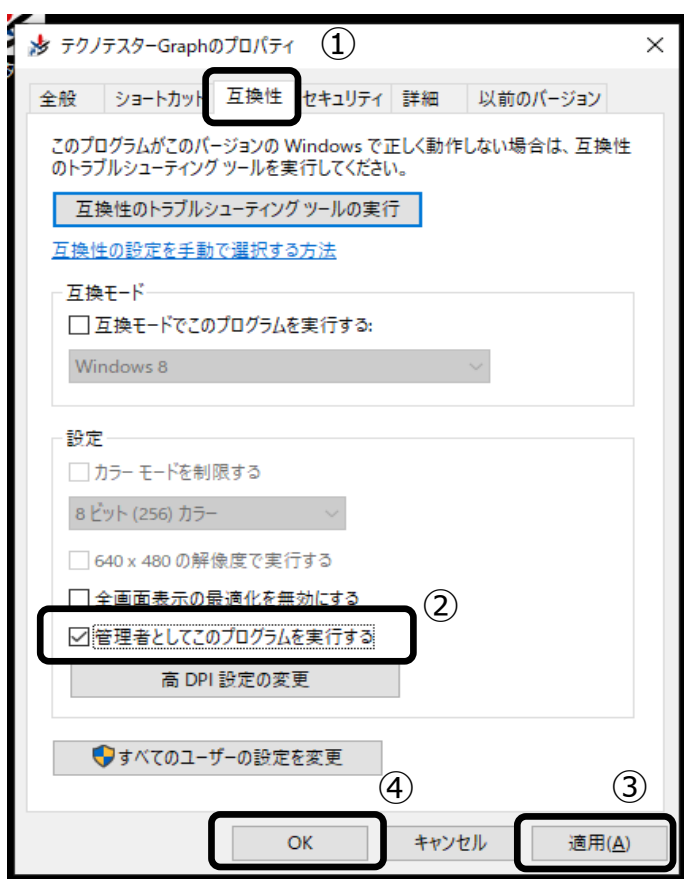 テクノテスターGraphのプロパティ ①
全般 ショートカット 互換性 セキュリティ 詳細 以前のバージョン
このプログラムがこのバージョンの Windows で正しく動作しない場合は、互換性
のトラブルシューティング ツールを実行してください。
互換性のトラブルシューティング ツールの実行
互換性の設定を手動で選択する方法
互換モード
互換モードでこのプログラムを実行する:
Windows 8
設定
カラー モードを制限する
8 ビット (256) カラー
640 x 480 の解像度で実行する
全画面表示の最適化を無効にする
②
管理者としてこのプログラムを実行する
高 DPI 設定の変更
すべてのユーザーの設定を変更
④ ③
OK キャンセル 適用(A)